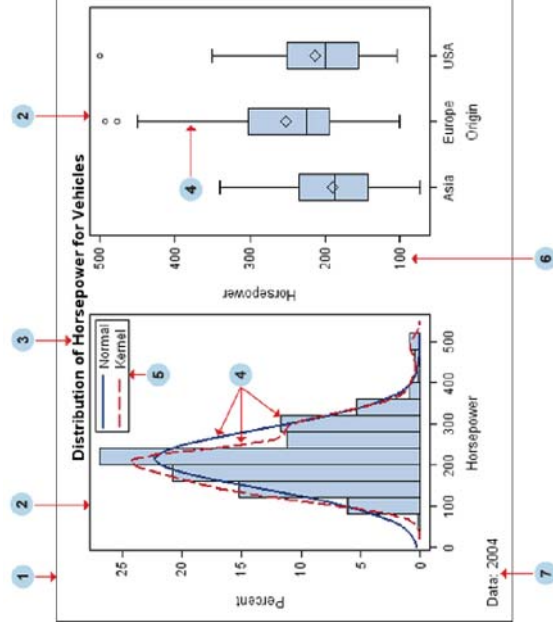 1
2
3
2
Distribution of Horsepower for Vehicles
Normal
Kernel
5
4
25
20
15
10
5
0
Percent
0
100
200
300
400
500
Horsepower
Data: 2004
7
500
400
300
200
100
Horsepower
4
Asia
Europe
USA
Origin
6